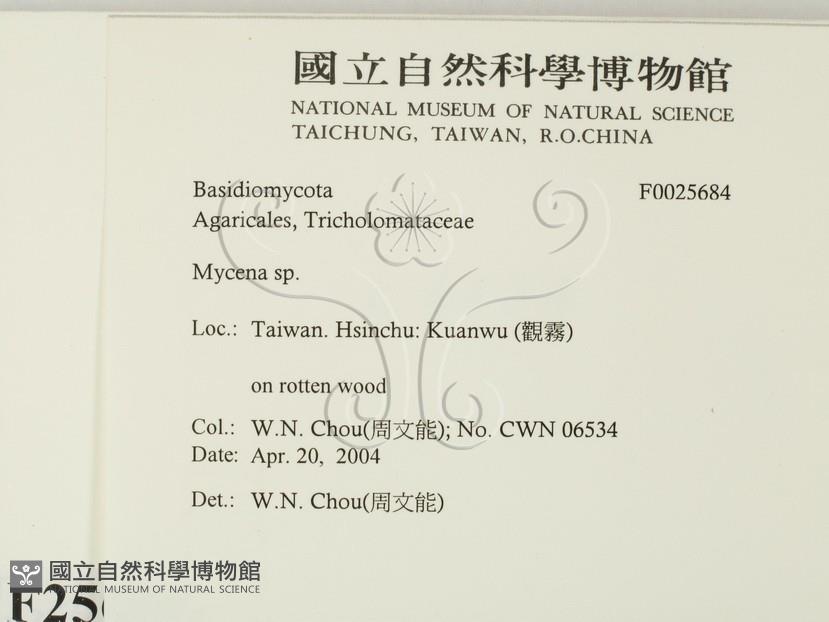 國立自然科學博物館
NATIONAL MUSEUM OF NATURAL SCIENCE
TAICHUNG, TAIWAN, R.O.CHINA
Basidiomycota F0025684
Agaricales, Tricholomataceae
Mycena sp.
Loc.: Taiwan. Hsinchu: Kuanwu (觀霧)
on rotten wood
Col.: W.N. Chou(周文能); No. CWN 06534
Date: Apr. 20, 2004
Det.: W.N. Chou(周文能)
國立自然科學博物館
NATIONAL MUSEUM OF NATURAL SCIENCE